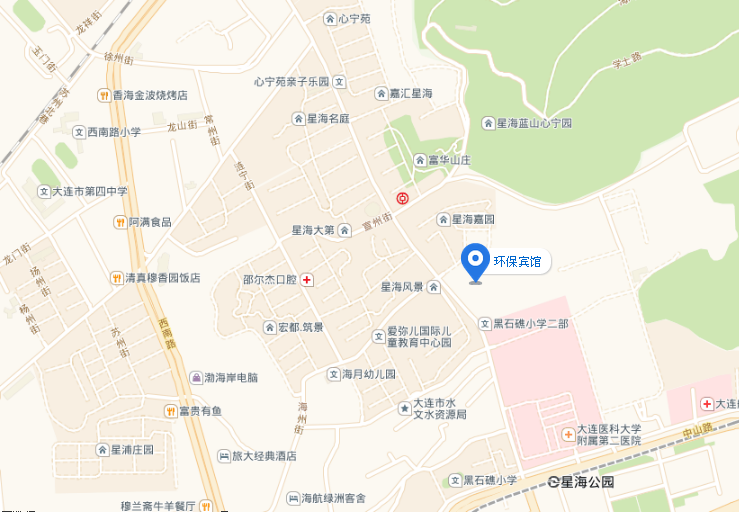 心宁苑
龙祥街
玉门街
徐州街
学士路
心宁苑亲子乐园
香海金波烧烤店
嘉汇星海
苏州北巷
常州街
龙山街
星海名庭
西南路小学
星海蓝山心宁园
富华山庄
涟宁街
大连市第四中学
阿满食品
宣州街
星海嘉园
星海大第
龙门街
环保宾馆
扬州街
清真穆香园饭店
邵尔杰口腔
星海风景
杨州街
苏州街
西南路
宏都.筑景
爱弥儿国际儿
童教育中心园
黑石礁小学二部
渤海岸电脑
海月幼儿园
富贵有鱼
海州街
大连市水
文水资源局
大连
中山路
大连医科大学
附属第二医院
星浦庄园
旅大经典酒店
黑石礁小学
星海公园
海航绿洲客舍
穆兰斋牛羊餐厅